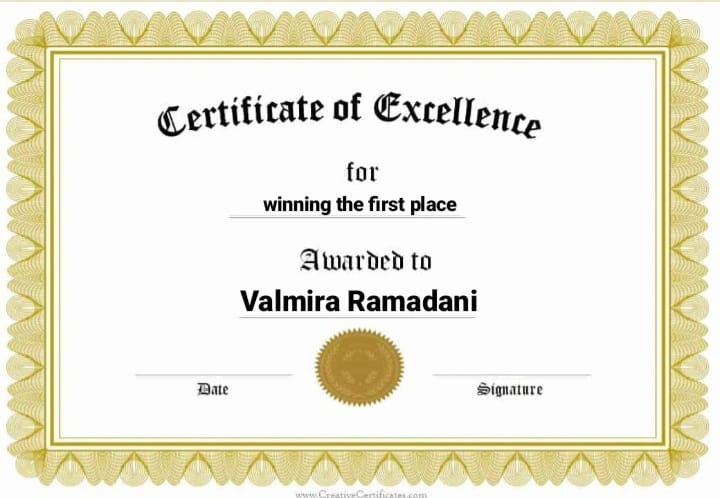 Certificate of Excellence
for
winning the first place
Awarded to
Valmira Ramadani
Date
Signature
www.CreativeCertificates.com